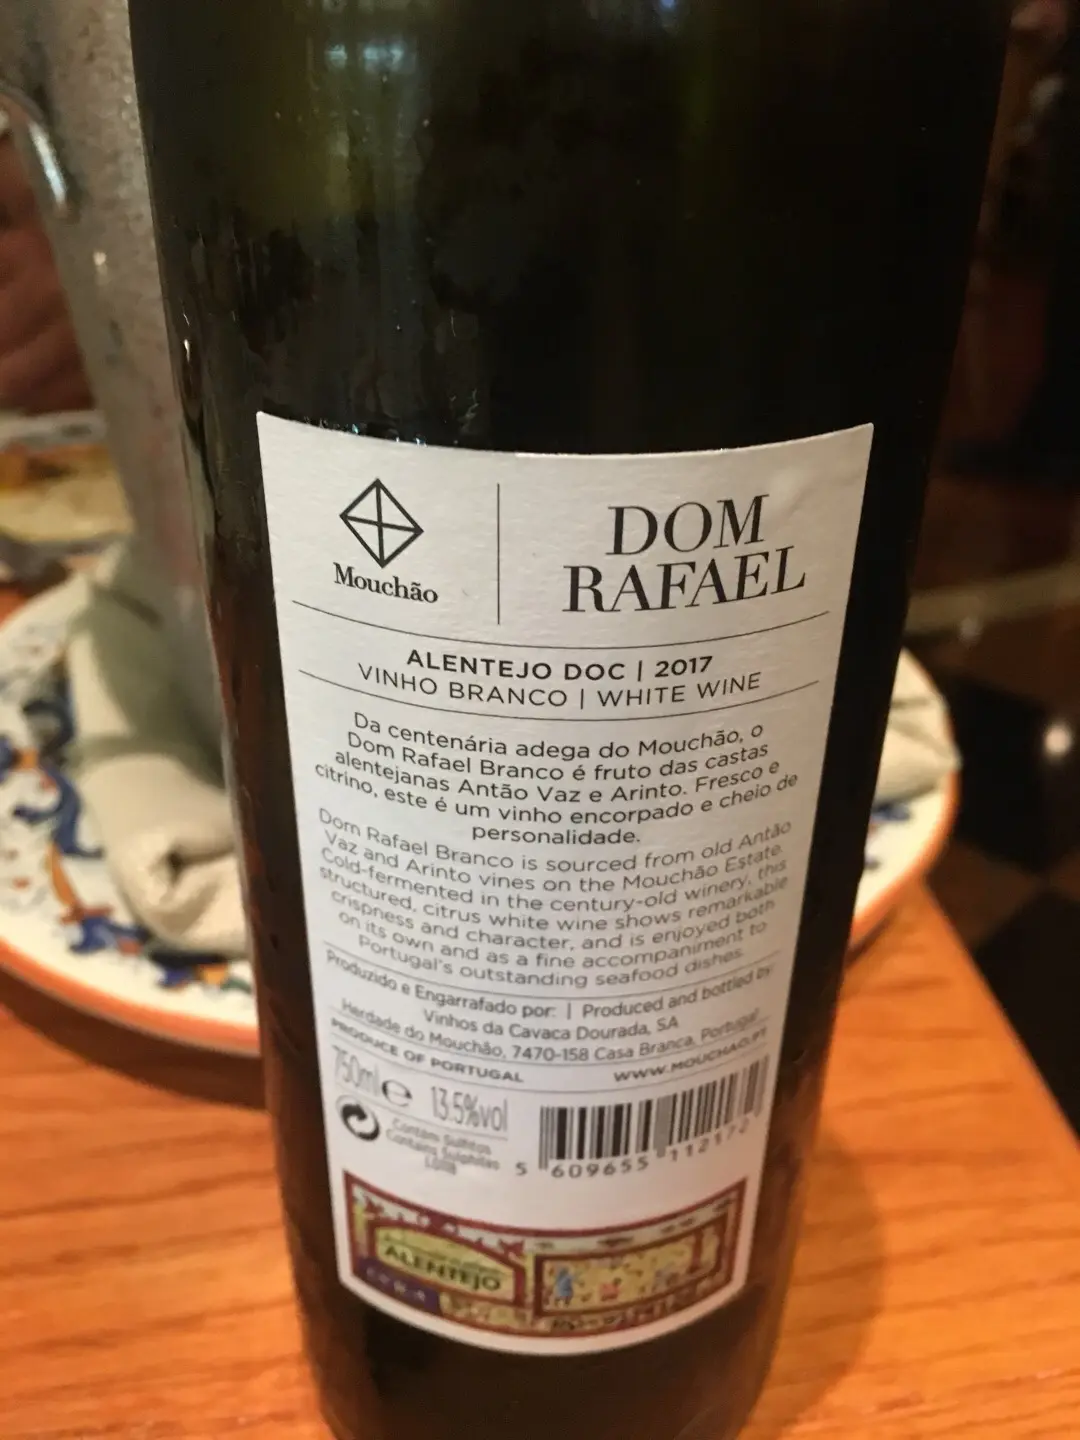 Mouchão
DOM
RAFAEL
ALENTEJO DOC | 2017
VINHO BRANCO | WHITE WINE
Da centenária adega do Mouchão, o
Dom Rafael Branco é fruto das castas
alentejanas Antão Vaz e Arinto. Fresco e
citrino, este é um vinho encorpado e cheio de
personalidade.
Dom Rafael Branco is sourced from old Antão
Vaz and Arinto vines on the Mouchão Estate.
Cold-fermented in the century-old winery, this
structured, citrus white wine shows remarkable
crispness and character, and is enjoyed both
on its own and as a fine accompaniment to
Portugal's outstanding seafood dishes.
Produzido e Engarrafado por: | Produced and bottled by:
Vinhos da Cavaca Dourada, SA
Herdade do Mouchão, 7470-158 Casa Branca, Portugal
PRODUCE OF PORTUGAL WWW.MOUCHAO.PT
750ml e 13.5%vol
Contém Sulfitos
Contains Sulphites
5 609655 112172
ALENTEJO